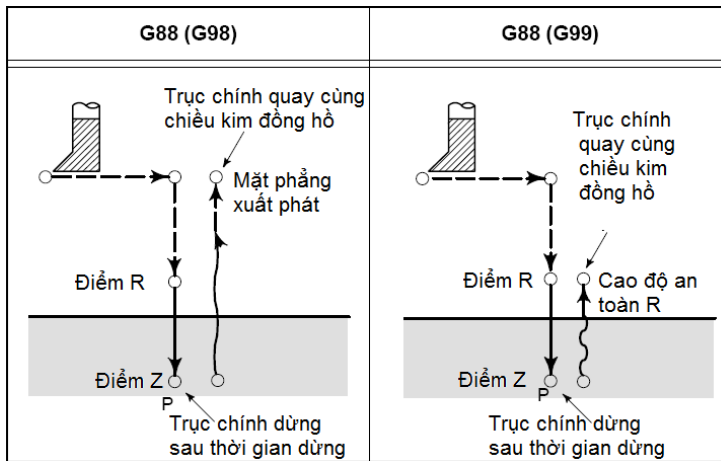 G88 (G98)
Trục chính quay cùng
chiều kim đồng hồ
Mặt phẳng
xuất phát
Điểm R
Điểm Z
P
Trục chính dừng
sau thời gian dừng
G88 (G99)
Trục chính
quay cùng
chiều kim
đồng hồ
Điểm R
Cao độ an
toàn R
Điểm Z
P
Trục chính dừng
sau thời gian dừng